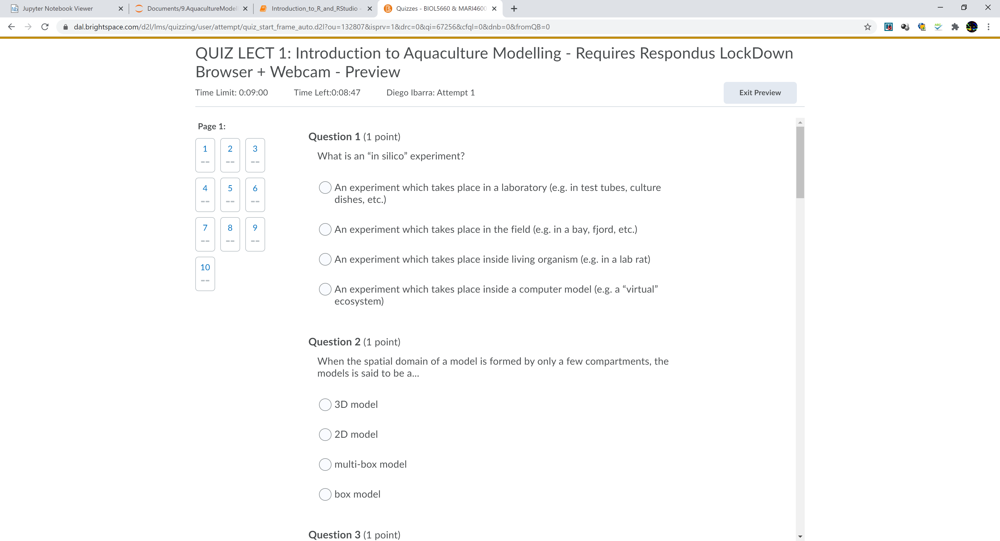 Jupyter Notebook Viewer
Documents/9.AquacultureModell
Introduction_to_R_and_RStudio -
Quizzes - BIOL5660 & MARI4600
dal.brightspace.com/d2l/lms/quizzing/user/attempt/quiz_start_frame_auto.d2l?ou=132807&isprv=1&drc=0&qi=67256&cfql=0&dnb=0&fromQB=0
QUIZ LECT 1: Introduction to Aquaculture Modelling - Requires Respondus LockDown
Browser + Webcam - Preview
Time Limit: 0:09:00 Time Left:0:08:47 Diego Ibarra: Attempt 1
Exit Preview
Page 1:
1 2 3
-- -- --
4 5 6
-- -- --
7 8 9
-- -- --
10
--
Question 1 (1 point)
What is an “in silico” experiment?
An experiment which takes place in a laboratory (e.g. in test tubes, culture
dishes, etc.)
An experiment which takes place in the field (e.g. in a bay, fjord, etc.)
An experiment which takes place inside living organism (e.g. in a lab rat)
An experiment which takes place inside a computer model (e.g. a “virtual”
ecosystem)
Question 2 (1 point)
When the spatial domain of a model is formed by only a few compartments, the
models is said to be a...
3D model
2D model
multi-box model
box model
Question 3 (1 point)